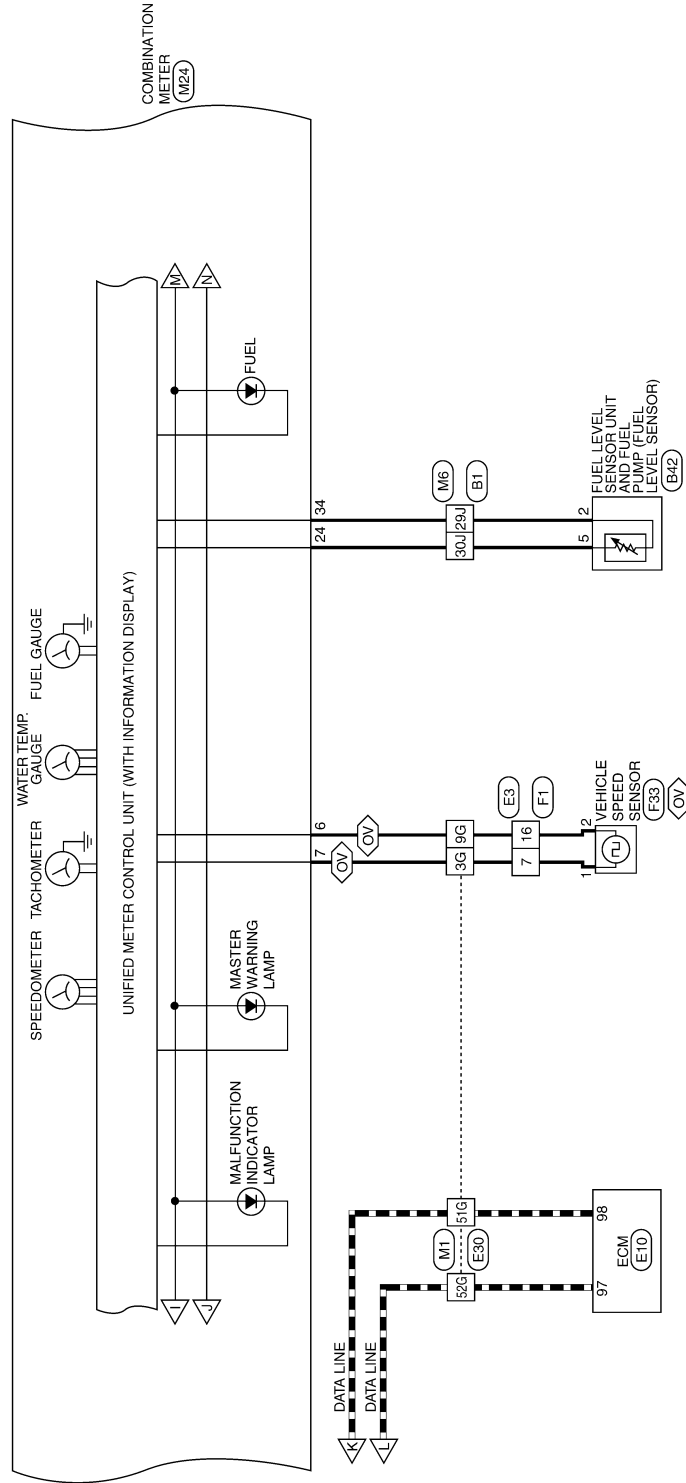 COMBINATION
METER
M24
SPEEDOMETER
TACHOMETER
WATER TEMP.
GAUGE
FUEL GAUGE
UNIFIED METER CONTROL UNIT (WITH INFORMATION DISPLAY)
I
J
M
N
MALFUNCTION
INDICATOR
LAMP
MASTER
WARNING
LAMP
FUEL
7
6
24
34
OV
OV
K
DATA LINE
L
DATA LINE
52G
M1
E30
51G
3G
9G
30J
29J
M6
B1
7
16
E3
F1
97
98
ECM
E10
1
2
VEHICLE
SPEED
SENSOR
F33
OV
5
2
FUEL LEVEL
SENSOR UNIT
AND FUEL
PUMP (FUEL
LEVEL SENSOR)
B42